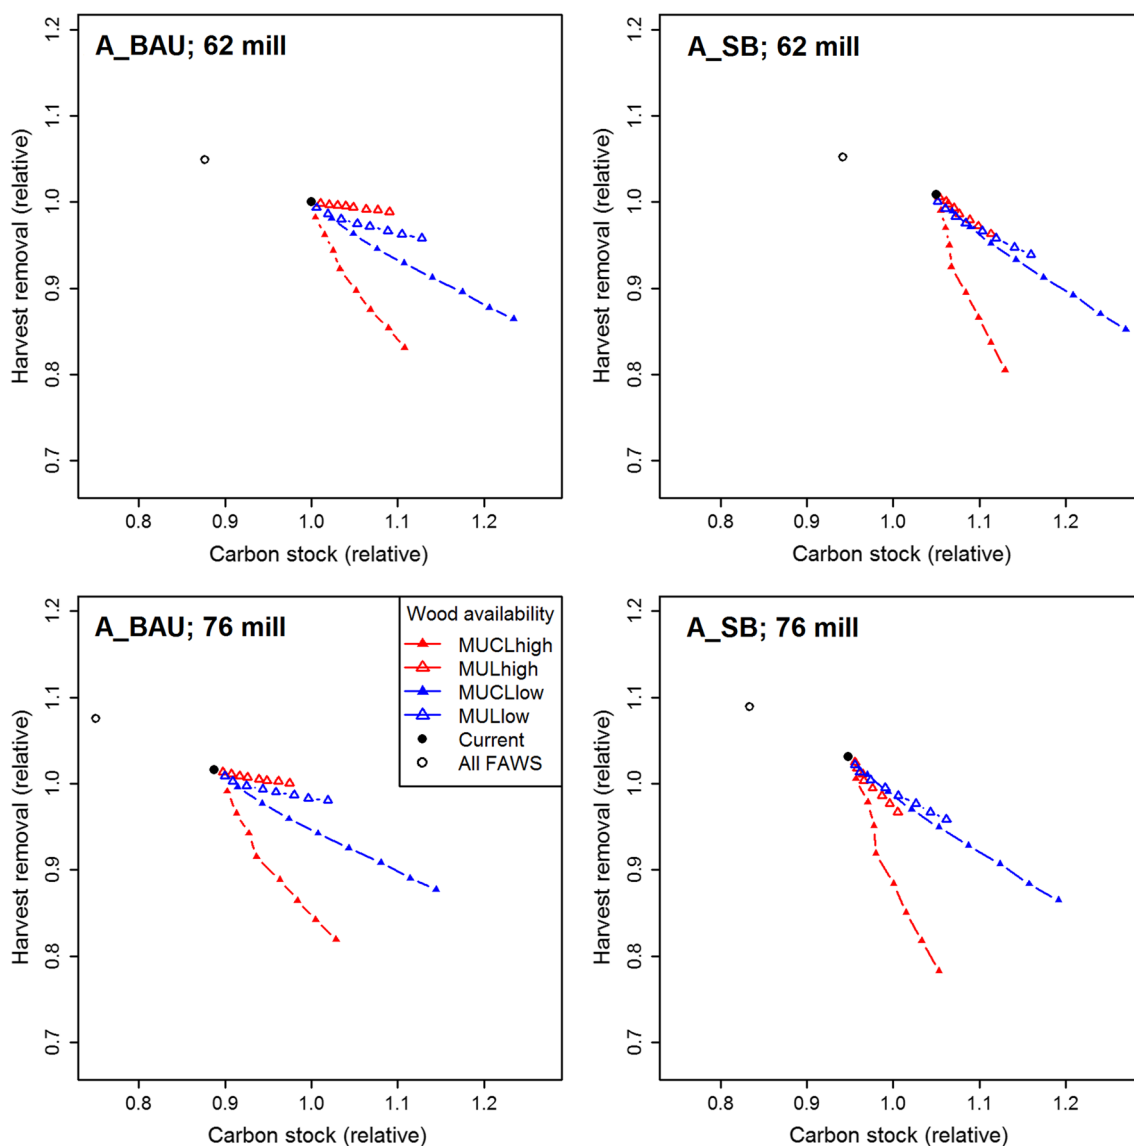 A_BAU; 62 mill
Harvest removal (relative)
0.7 0.8 0.9 1.0 1.1 1.2
0.8 0.9 1.0 1.1 1.2
Carbon stock (relative)
A_SB; 62 mill
Harvest removal (relative)
0.7 0.8 0.9 1.0 1.1 1.2
0.8 0.9 1.0 1.1 1.2
Carbon stock (relative)
A_BAU; 76 mill
Wood availability
MUCLhigh
MULhigh
MUCLlow
MULlow
Current
All FAWS
Harvest removal (relative)
0.7 0.8 0.9 1.0 1.1 1.2
0.8 0.9 1.0 1.1 1.2
Carbon stock (relative)
A_SB; 76 mill
Harvest removal (relative)
0.7 0.8 0.9 1.0 1.1 1.2
0.8 0.9 1.0 1.1 1.2
Carbon stock (relative)